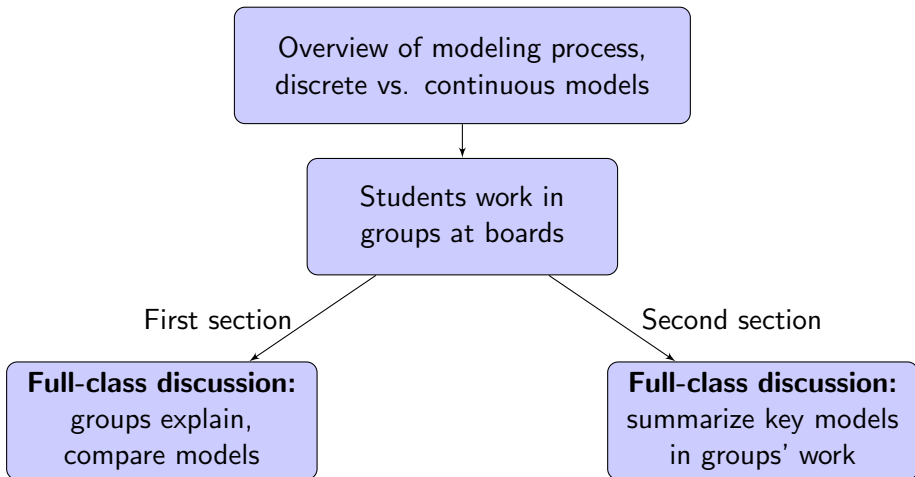 Overview of modeling process,
discrete vs. continuous models
Students work in
groups at boards
First section
Second section
Full-class discussion:
groups explain,
compare models
Full-class discussion:
summarize key models
in groups' work